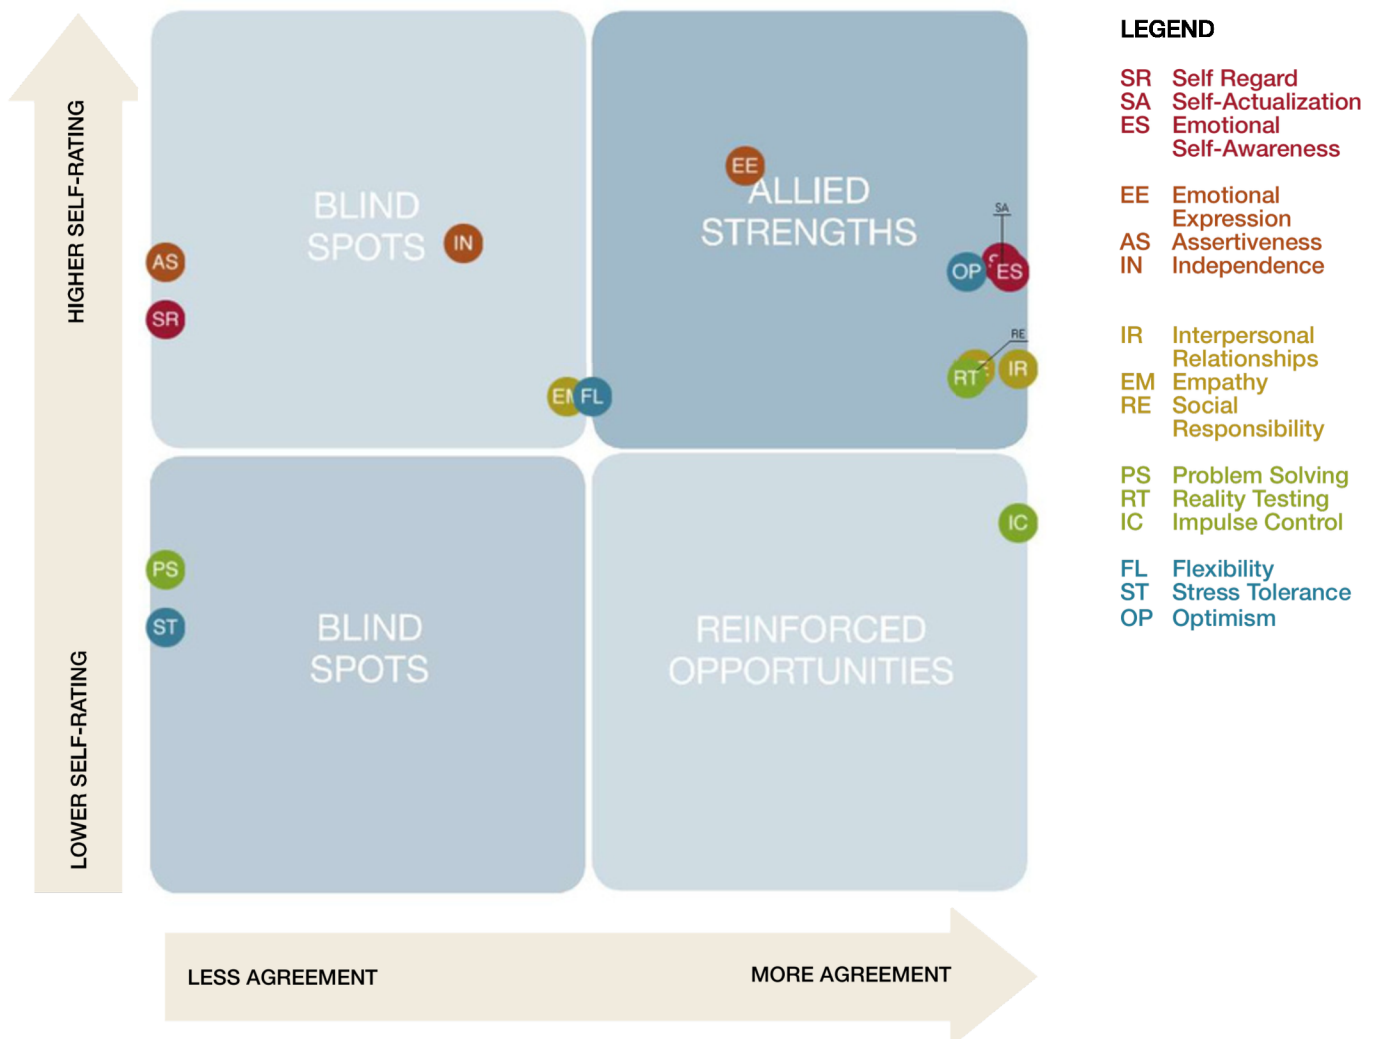 HIGHER SELF-RATING
LOWER SELF-RATING
BLIND
SPOTS
ALLIED
STRENGTHS
EE
IN
AS
SR
SA
OP
ES
RE
RT
IR
FL
PS
ST
IC
BLIND
SPOTS
REINFORCED
OPPORTUNITIES
LESS AGREEMENT
MORE AGREEMENT
LEGEND
SR Self Regard
SA Self-Actualization
ES Emotional
Self-Awareness
EE Emotional
Expression
AS Assertiveness
IN Independence
IR Interpersonal
Relationships
EM Empathy
RE Social
Responsibility
PS Problem Solving
RT Reality Testing
IC Impulse Control
FL Flexibility
ST Stress Tolerance
OP Optimism